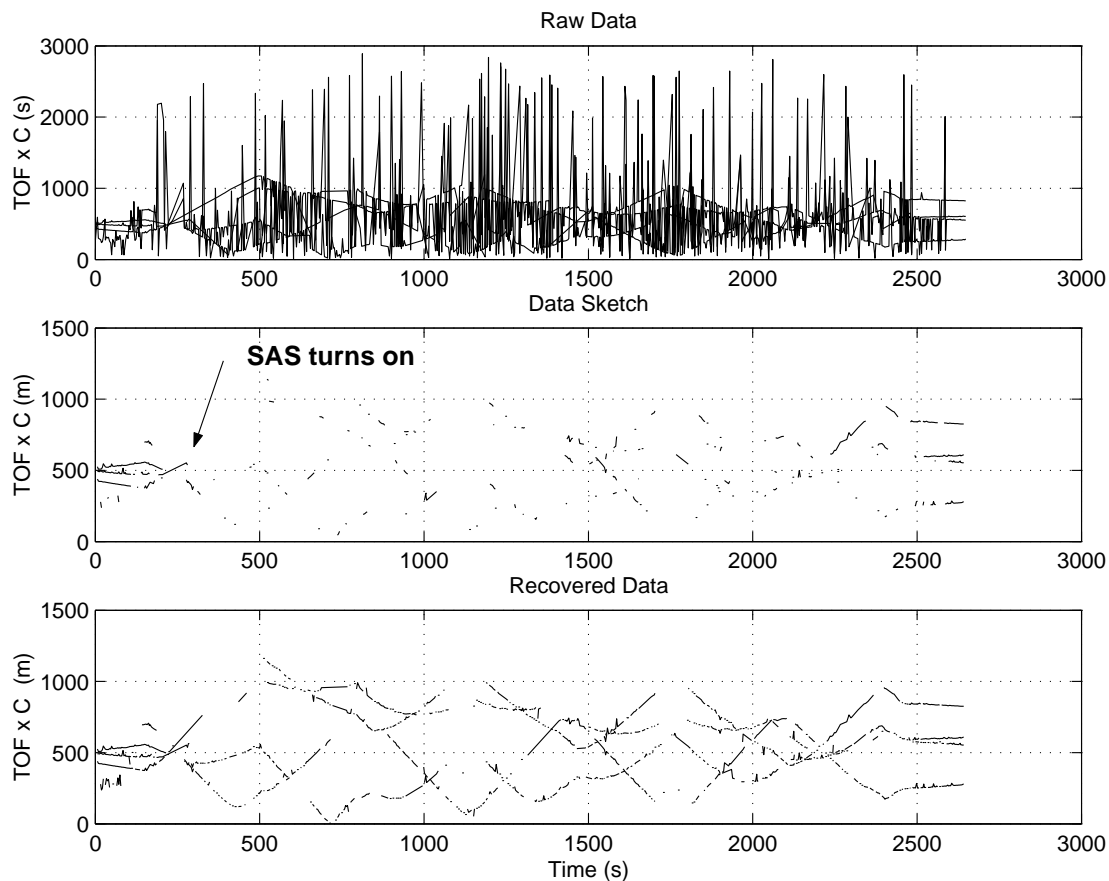 Raw Data
3000
2000
1000
0
TOF x C (s)
0 500 1000 1500 2000 2500 3000
Data Sketch
1500
1000
500
0
TOF x C (m)
SAS turns on
0 500 1000 1500 2000 2500 3000
Recovered Data
1500
1000
500
0
TOF x C (m)
0 500 1000 1500 2000 2500 3000
Time (s)